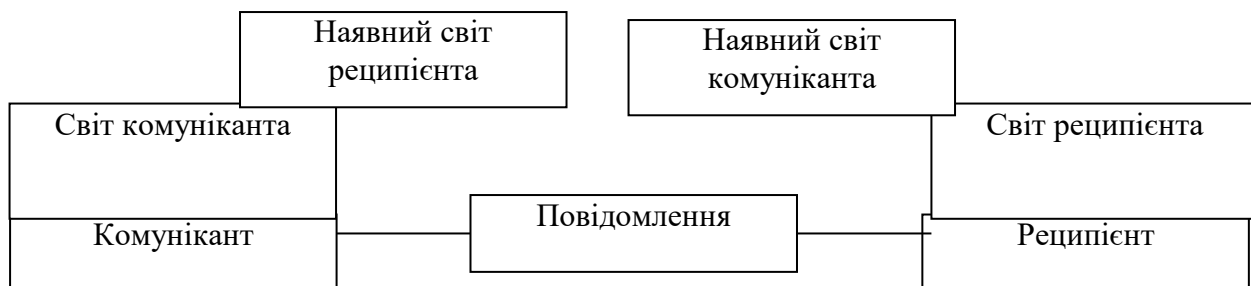 Наявний світ
реципієнта
Наявний світ
комуніканта
Світ комуніканта
Світ реципієнта
Повідомлення
Комунікант
Реципієнт